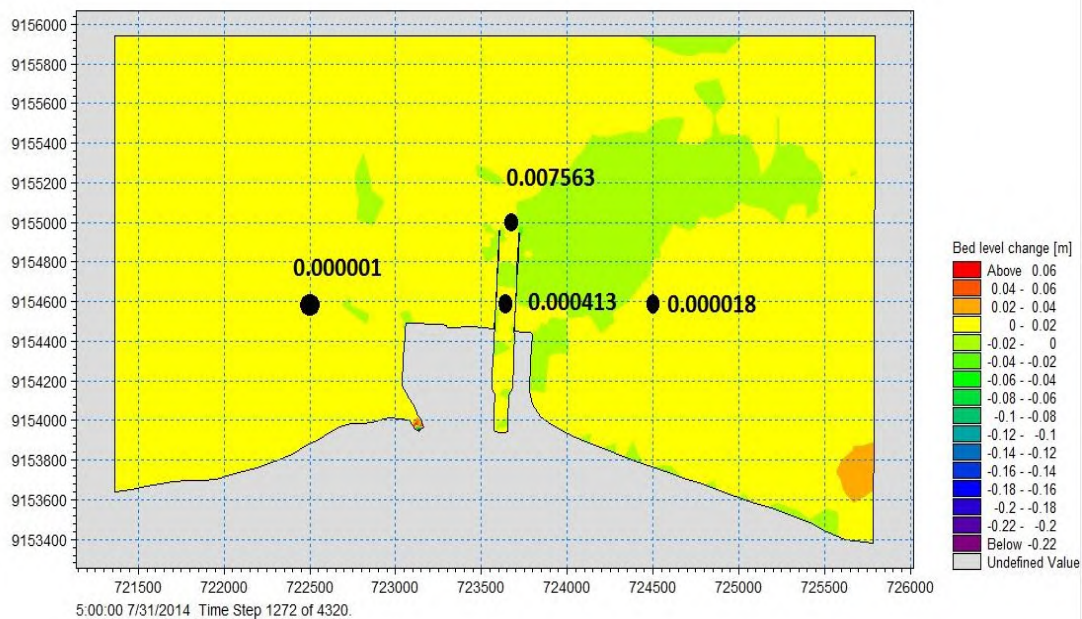 9156000
9155800
9155600
9155400
9155200
9155000
9154800
9154600
9154400
9154200
9154000
9153800
9153600
9153400
0.007563
0.000001
0.000413
0.000018
721500 722000 722500 723000 723500 724000 724500 725000 725500 726000
5:00:00 7/31/2014 Time Step 1272 of 4320.
Bed level change [m]
Above 0.06
0.04 - 0.06
0.02 - 0.04
0 - 0.02
-0.02 - 0
-0.04 - -0.02
-0.06 - -0.04
-0.08 - -0.06
-0.1 - -0.08
-0.12 - -0.1
-0.14 - -0.12
-0.16 - -0.14
-0.18 - -0.16
-0.2 - -0.18
-0.22 - -0.2
Below -0.22
Undefined Value